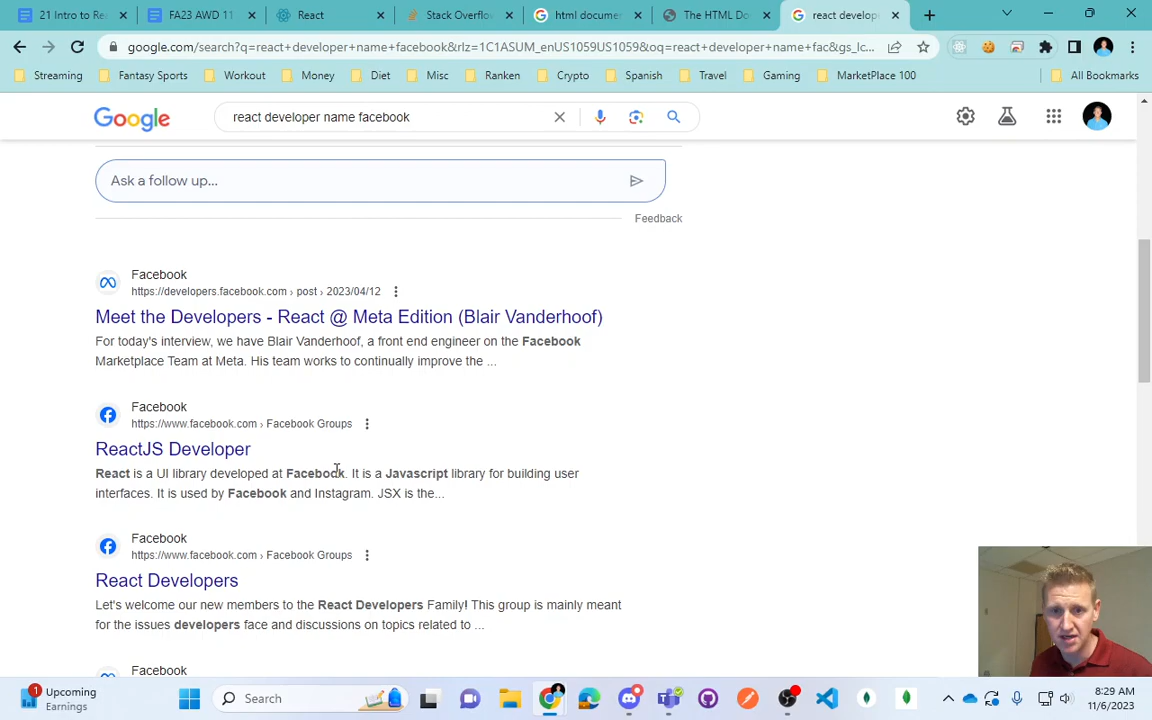 21 Intro to Re
FA23 AWD 11
React
Stack Overflo
html documen
The HTML Do
react develop
google.com/search?q=react+developer+name+facebook&rlz=1C1ASUM_enUS1059US1059&oq=react+developer+name+fac&gs_lc...
Streaming
Fantasy Sports
Workout
Money
Diet
Misc
Ranken
Crypto
Spanish
Travel
Gaming
MarketPlace 100
All Bookmarks
Google
react developer name facebook
Ask a follow up...
Feedback
Facebook
https://developers.facebook.com › post › 2023/04/12
Meet the Developers - React @ Meta Edition (Blair Vanderhoof)
For today's interview, we have Blair Vanderhoof, a front end engineer on the Facebook
Marketplace Team at Meta. His team works to continually improve the ...
Facebook
https://www.facebook.com › Facebook Groups
ReactJS Developer
React is a UI library developed at Facebook. It is a Javascript library for building user
interfaces. It is used by Facebook and Instagram. JSX is the...
Facebook
https://www.facebook.com › Facebook Groups
React Developers
Let's welcome our new members to the React Developers Family! This group is mainly meant
for the issues developers face and discussions on topics related to ...
Facebook
1
Upcoming
Earnings
Search
8:29 AM
11/6/2023